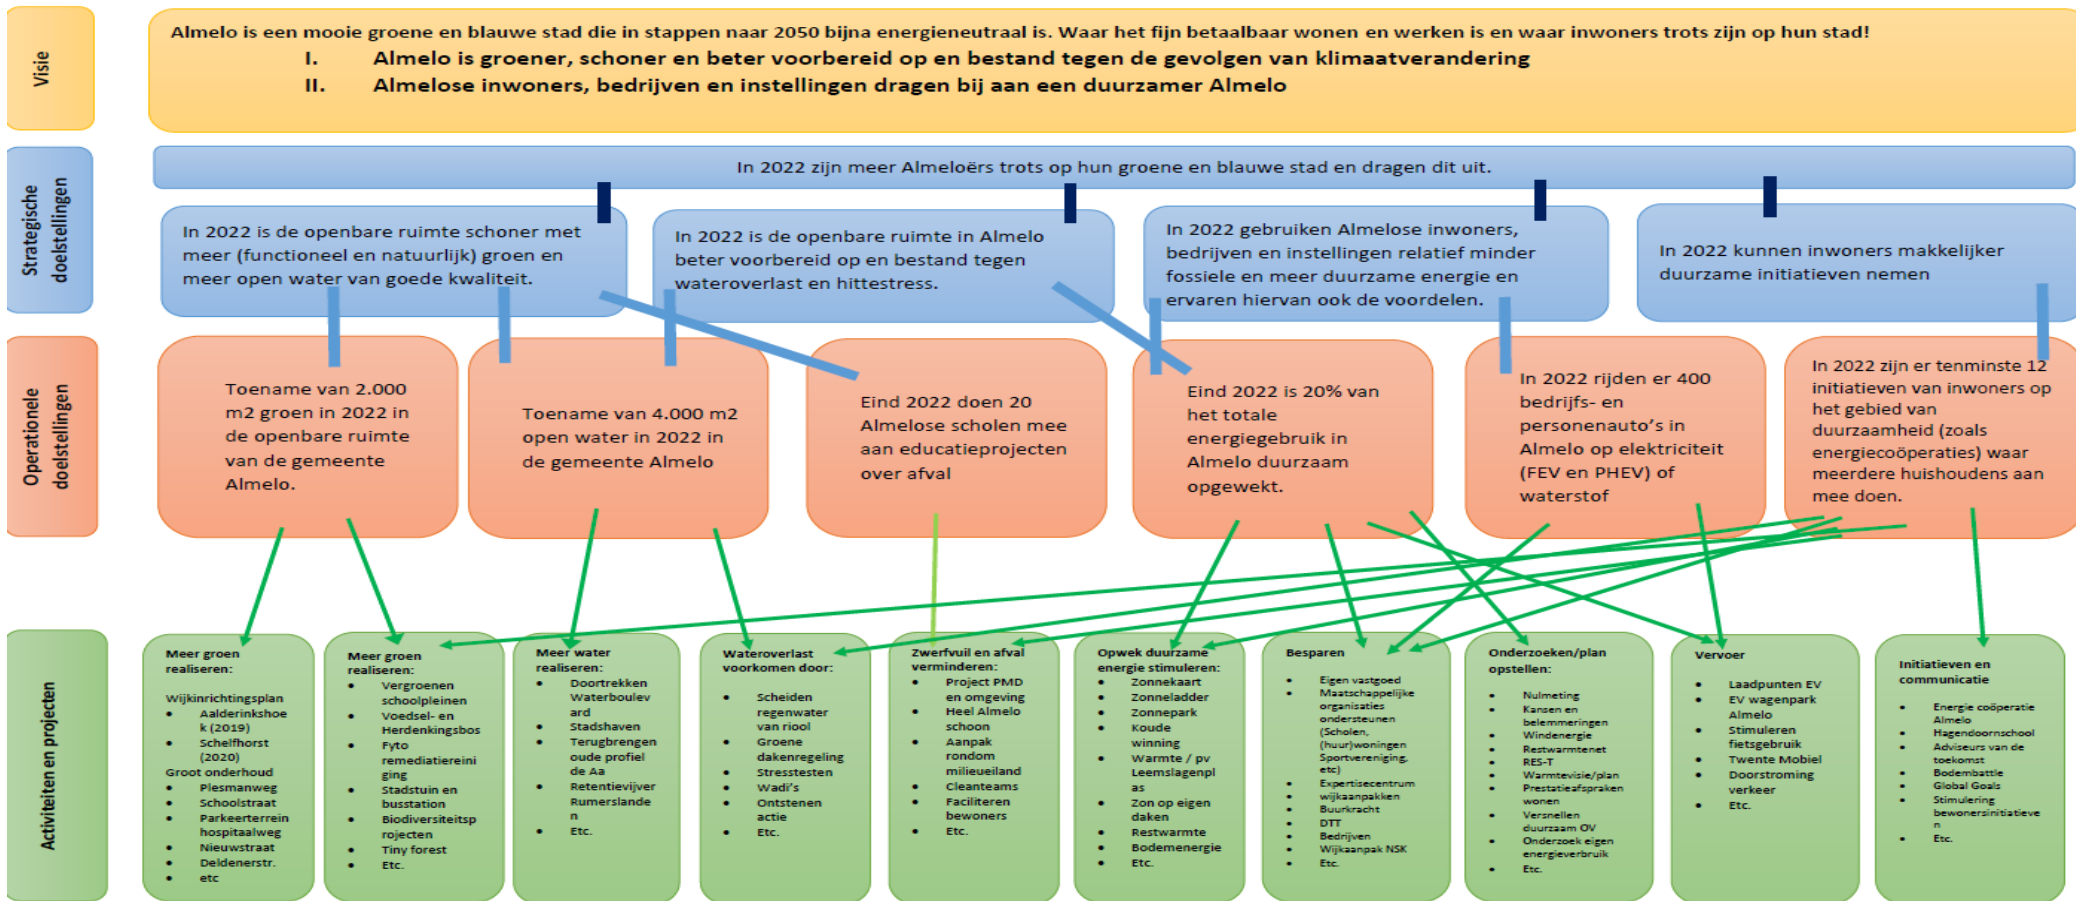 Visie
Almelo is een mooie groene en blauwe stad die in stappen naar 2050 bijna energieneutraal is. Waar het fijn betaalbaar wonen en werken is en waar inwoners trots zijn op hun stad!
I. Almelo is groener, schoner en beter voorbereid op en bestand tegen de gevolgen van klimaatverandering
II. Almelose inwoners, bedrijven en instellingen dragen bij aan een duurzamer Almelo
Strategische
doelstellingen
In 2022 zijn meer Almeloërs trots op hun groene en blauwe stad en dragen dit uit.
In 2022 is de openbare ruimte schoner met
meer (functioneel en natuurlijk) groen en
meer open water van goede kwaliteit.
In 2022 is de openbare ruimte in Almelo
beter voorbereid op en bestand tegen
wateroverlast en hittestress.
In 2022 gebruiken Almelose inwoners,
bedrijven en instellingen relatief minder
fossiele en meer duurzame energie en
ervaren hiervan ook de voordelen.
In 2022 kunnen inwoners makkelijker
duurzame initiatieven nemen
Operationele
doelstellingen
Toename van 2.000
m2 groen in 2022 in
de openbare ruimte
van de gemeente
Almelo.
Toename van 4.000 m2
open water in 2022 in
de gemeente Almelo
Eind 2022 doen 20
Almelose scholen mee
aan educatieprojecten
over afval
Eind 2022 is 20% van
het totale
energiegebruik in
Almelo duurzaam
opgewekt.
In 2022 rijden er 400
bedrijfs- en
personenauto's in
Almelo op elektriciteit
(FEV en PHEV) of
waterstof
In 2022 zijn er tenminste 12
initiatieven van inwoners op
het gebied van
duurzaamheid (zoals
energiecoöperaties) waar
meerdere huishoudens aan
mee doen.
Activiteiten en projecten
Meer groen
realiseren:
Wijkinrichtingsplan
• Aalderinkshoe
k (2019)
• Schelfhorst
(2020)
Groot onderhoud
• Plesmanweg
• Schoolstraat
• Parkeerterrein
hospitaalweg
• Nieuwstraat
• Deldenerstr.
• etc
Meer groen
realiseren:
• Vergroenen
schoolpleinen
• Voedsel- en
Herdenkingsbos
• Fyto
remediatiereini
ging
• Stadstuin en
busstation
• Biodiversiteitsp
rojecten
• Tiny forest
• Etc.
Meer water
realiseren:
• Doortrekken
Waterboulev
ard
• Stadshaven
• Terugbrengen
oude profiel
de Aa
• Retentievijver
Rumerslande
n
• Etc.
Wateroverlast
voorkomen door:
• Scheiden
regenwater
van riool
• Groene
dakenregeling
• Stresstesten
• Wadi's
• Ontstenen
actie
• Etc.
Zwerfvuil en afval
verminderen:
• Project PMD
en omgeving
• Heel Almelo
schoon
• Aanpak
rondom
milieueiland
• Cleanteams
• Faciliteren
bewoners
• Etc.
Opwek duurzame
energie stimuleren:
• Zonnekaart
• Zonneladder
• Zonnepark
• Koude
winning
• Warmte / pv
Leemslagenpl
as
• Zon op eigen
daken
• Restwarmte
• Bodemenergie
• Etc.
Besparen
• Eigen vastgoed
• Maatschappelijke
organisaties
ondersteunen
(Scholen,
(huur)woningen
Sportvereniging,
etc)
• Expertisecentrum
• wijkaanpakken
• Buurkracht
• DTT
• Bedrijven
• Wijkaanpak NSK
• Etc.
Onderzoeken/plan
opstellen:
• Nulmeting
• Kansen en
belemmeringen
• Windenergie
• Restwarmtenet
• RES-T
• Warmtevisie/plan
• Prestatieafspraken
wonen
• Versnellen
duurzaam OV
• Onderzoek eigen
energieverbruik
• Etc.
Vervoer
• Laadpunten EV
• EV wagenpark
Almelo
• Stimuleren
fietsgebruik
• Twente Mobiel
• Doorstroming
verkeer
• Etc.
Initiatieven en
communicatie
• Energie coöperatie
Almelo
• Hagendoornschool
• Adviseurs van de
toekomst
• Bodembattle
• Global Goals
• Stimulering
bewonersinitiatieve
n
• Etc.